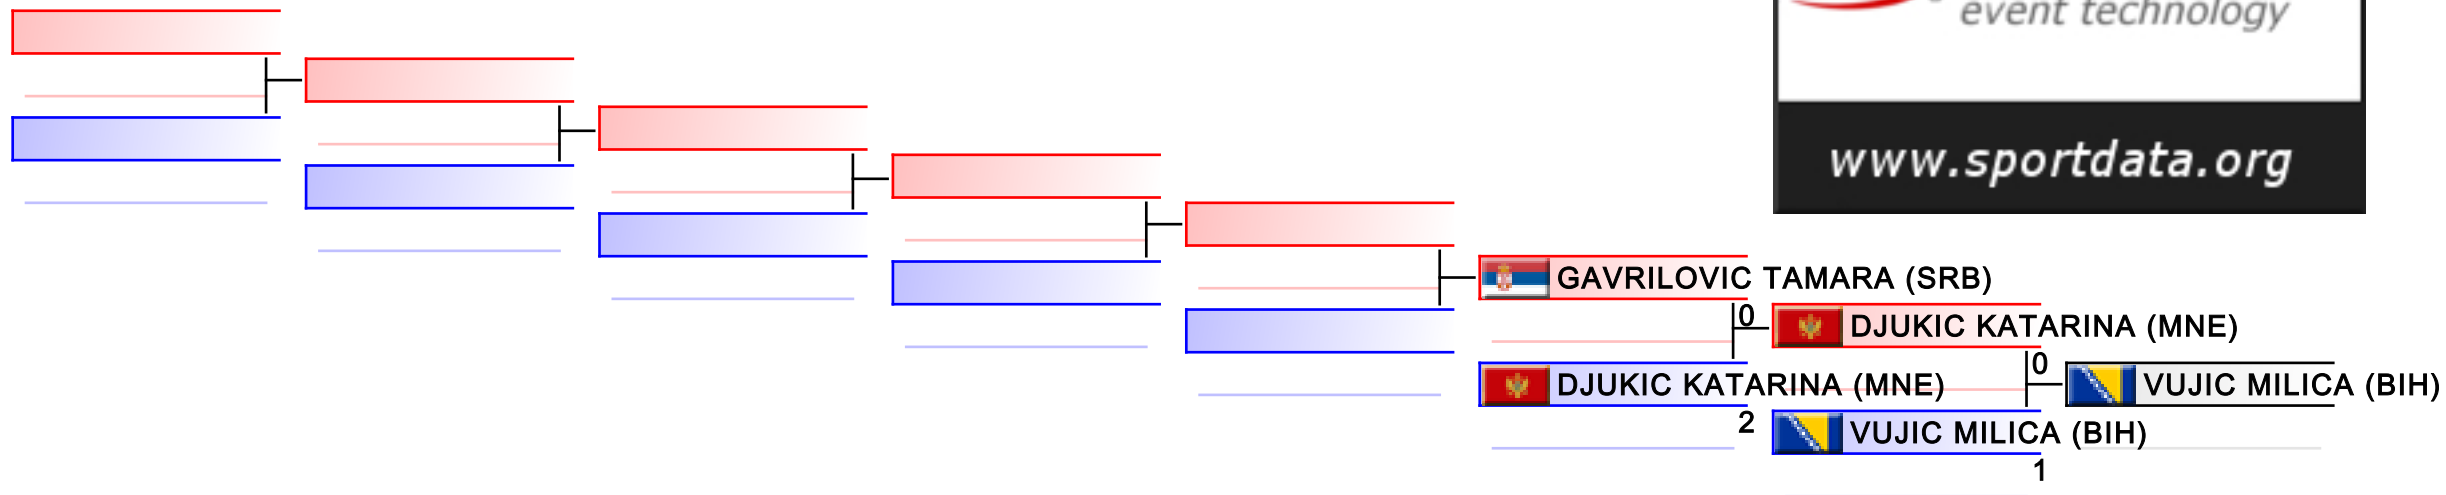 event technology
www.sportdata.org
GAVRILOVIC TAMARA (SRB)
0
DJUKIC KATARINA (MNE)
0
DJUKIC KATARINA (MNE)
VUJIC MILICA (BIH)
2
VUJIC MILICA (BIH)
1